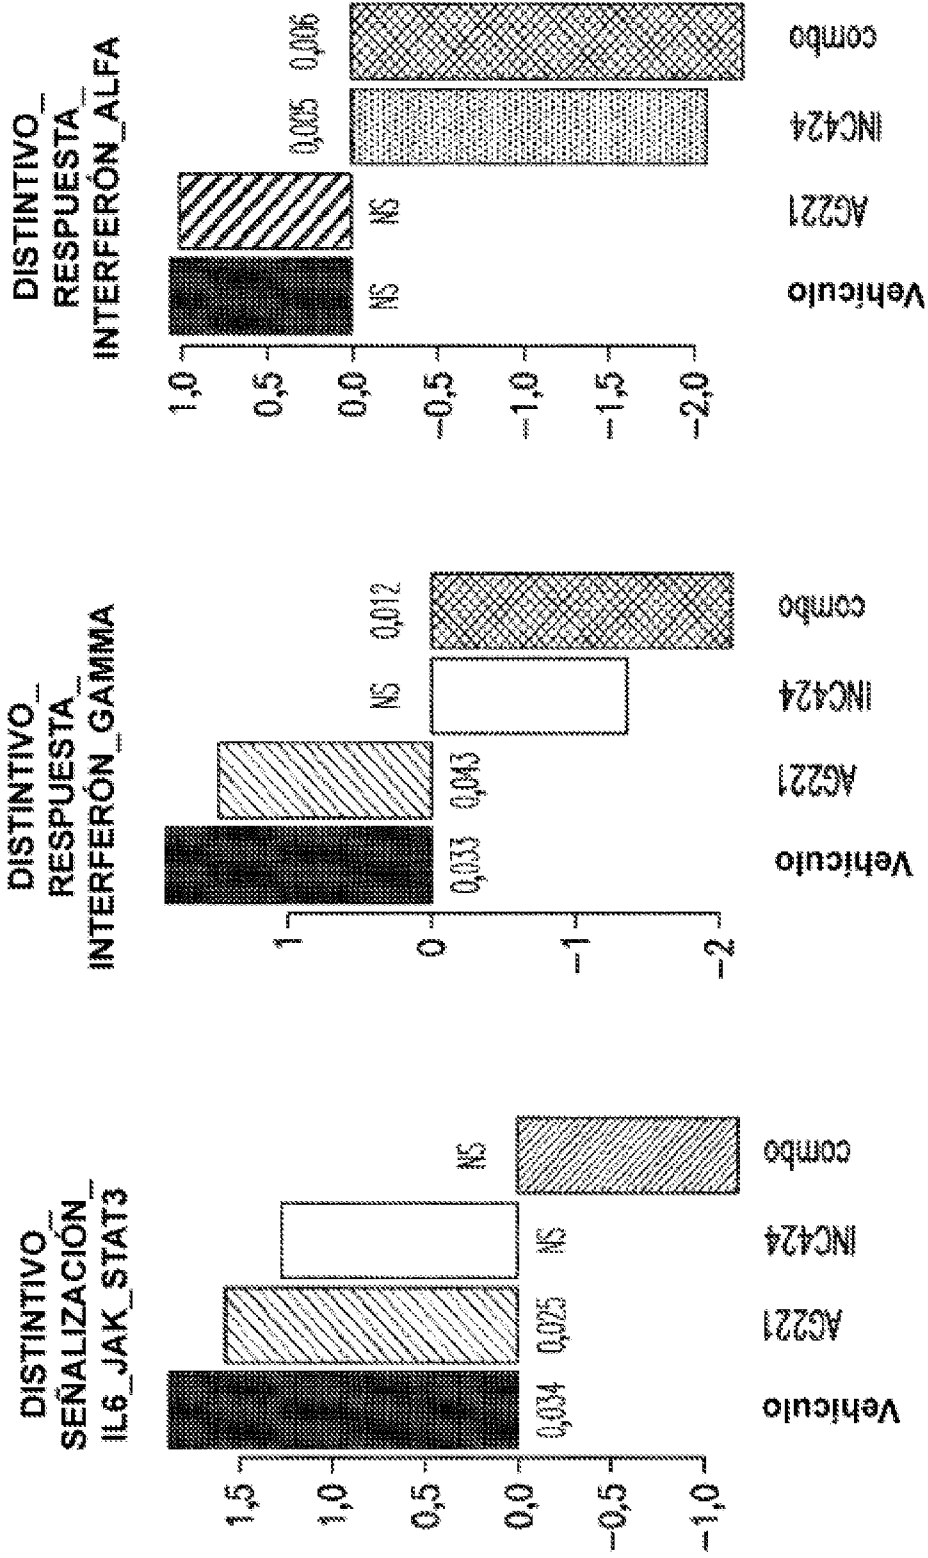 DISTINTIVO_
SEÑALIZACIÓN_
IL6_JAK_STAT3
1,5
1,0
0,5
0,0
−0,5
−1,0
0,034
0,025
NS
NS
Vehículo
AG221
INC424
combo
DISTINTIVO_
RESPUESTA_
INTERFERÓN_GAMMA
1
0
−1
−2
0,033
0,043
NS
0,012
Vehículo
AG221
INC424
combo
DISTINTIVO_
RESPUESTA_
INTERFERÓN_ALFA
1,0
0,5
0,0
−0,5
−1,0
−1,5
−2,0
NS
NS
0,005
0,006
Vehículo
AG221
INC424
combo